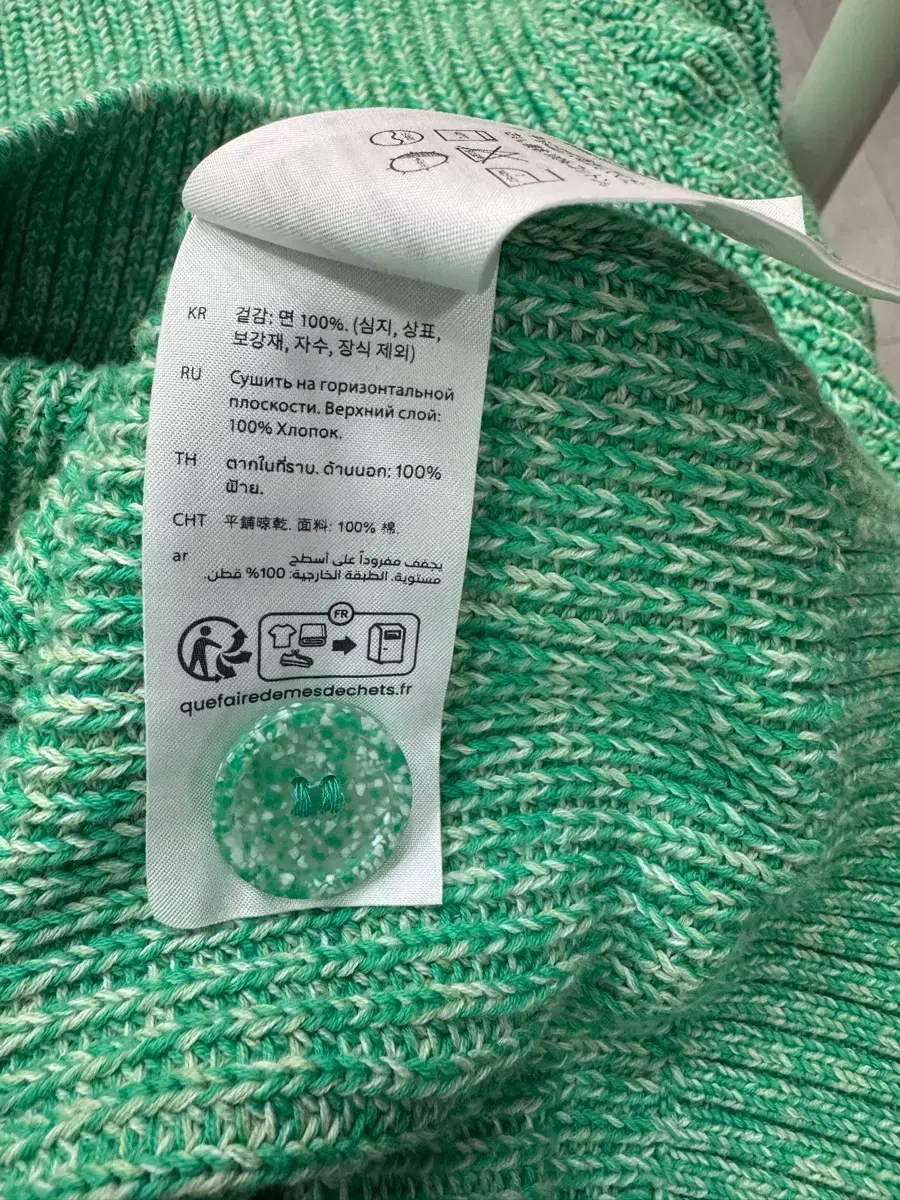 KR 겉감: 면 100%. (심지, 상표,
보강재, 자수, 장식 제외)
RU Сушить на горизонтальной
плоскости. Верхний слой:
100% Хлопок.
TH ตากในที่ราบ. ด้านนอก: 100%
ฝ้าย.
CHT 平鋪晾乾. 面料: 100% 棉.
ar يجفف مفروداً على أسطح
مستوية. الطبقة الخارجية: 100% قطن.
FR
quefairedemesdechets.fr